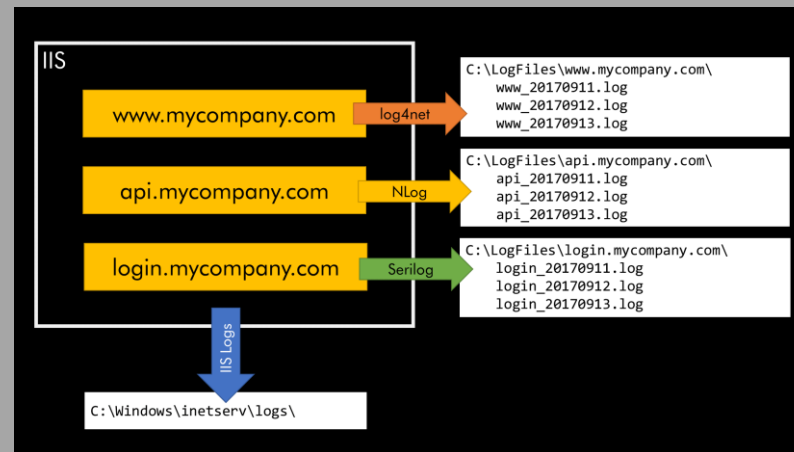 IIS
www.mycompany.com
log4net
C:\LogFiles\www.mycompany.com\
www_20170911.log
www_20170912.log
www_20170913.log
api.mycompany.com
NLog
C:\LogFiles\api.mycompany.com\
api_20170911.log
api_20170912.log
api_20170913.log
login.mycompany.com
Serilog
C:\LogFiles\login.mycompany.com\
login_20170911.log
login_20170912.log
login_20170913.log
IIS Logs
C:\Windows\inetserv\logs\